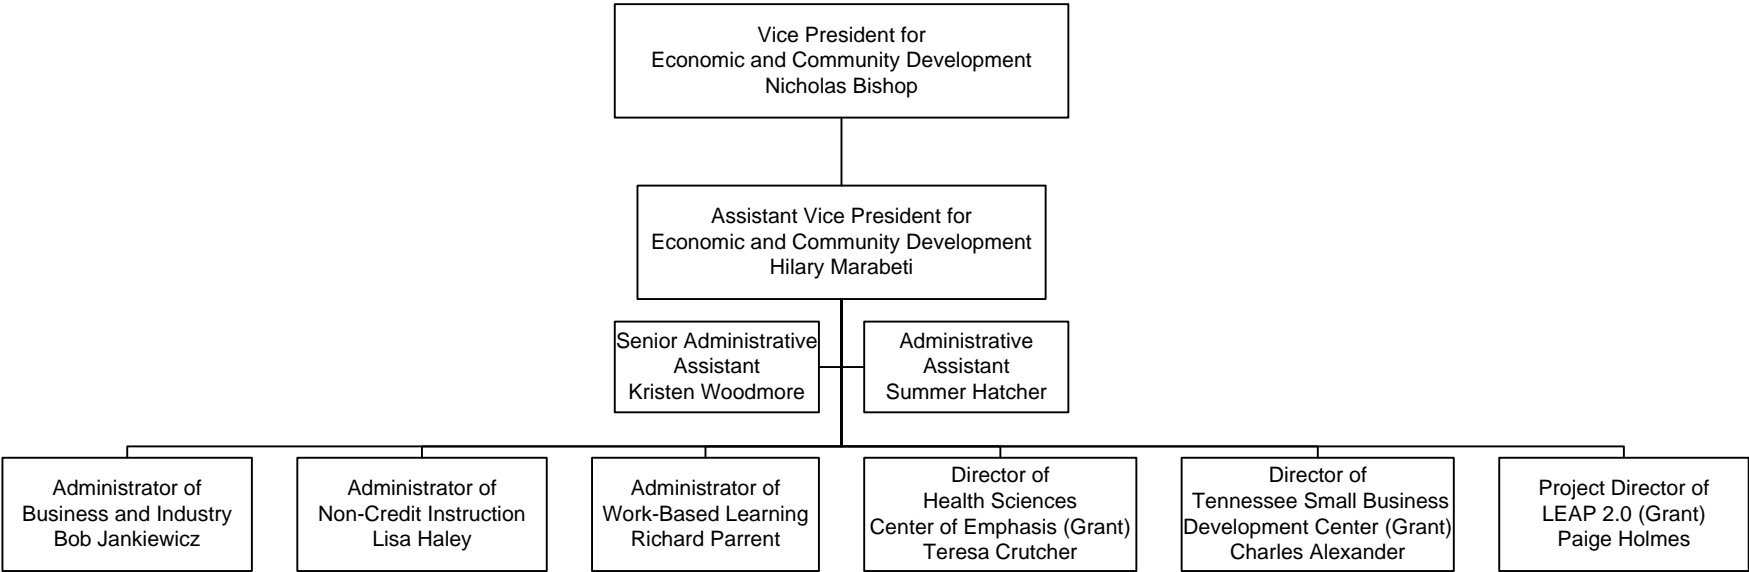 Vice President for
Economic and Community Development
Nicholas Bishop
Assistant Vice President for
Economic and Community Development
Hilary Marabeti
Senior Administrative
Assistant
Kristen Woodmore
Administrative
Assistant
Summer Hatcher
Administrator of
Business and Industry
Bob Jankiewicz
Administrator of
Non-Credit Instruction
Lisa Haley
Administrator of
Work-Based Learning
Richard Parrent
Director of
Health Sciences
Center of Emphasis (Grant)
Teresa Crutcher
Director of
Tennessee Small Business
Development Center (Grant)
Charles Alexander
Project Director of
LEAP 2.0 (Grant)
Paige Holmes